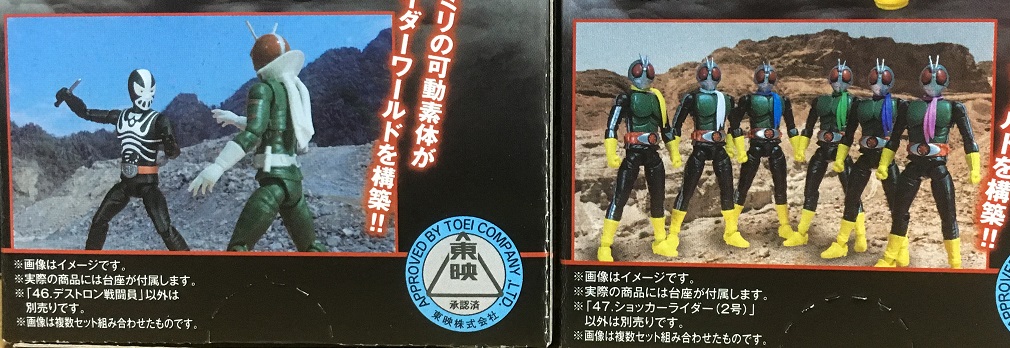 ミリの可動素体が
ーダーワールドを構築!!
※画像はイメージです。
※実際の商品には台座が付属します。
※「46.デストロン戦闘員」以外は
別売りです。
※画像は複数セット組み合わせたものです。
APPROVED BY TOEI COMPANY, LTD.
東映
承認済
東映株式会社
ルドを構築!!
※画像はイメージです。
※実際の商品には台座が付属します。
※「47.ショッカーライダー(2号)」
以外は別売りです。
※画像は複数セット組み合わせたものです。